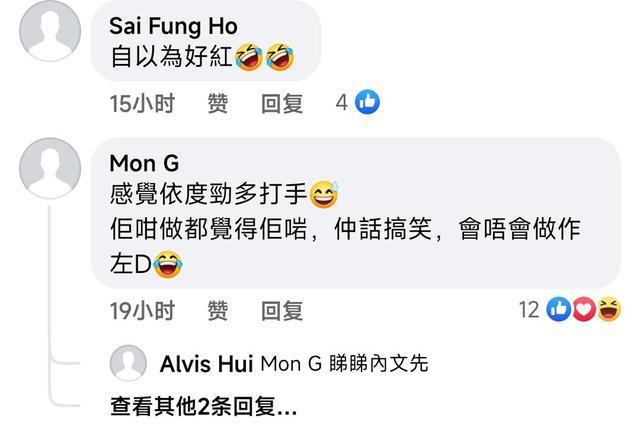 Sai Fung Ho
自以為好紅🤣🤣
15小时 赞 回复 4
Mon G
感覺依度勁多打手😅
佢咁做都覺得佢啱，仲話搞笑，會唔會做作
左D😂
19小时 赞 回复 12
Alvis Hui Mon G 睇睇內文先
查看其他2条回复...